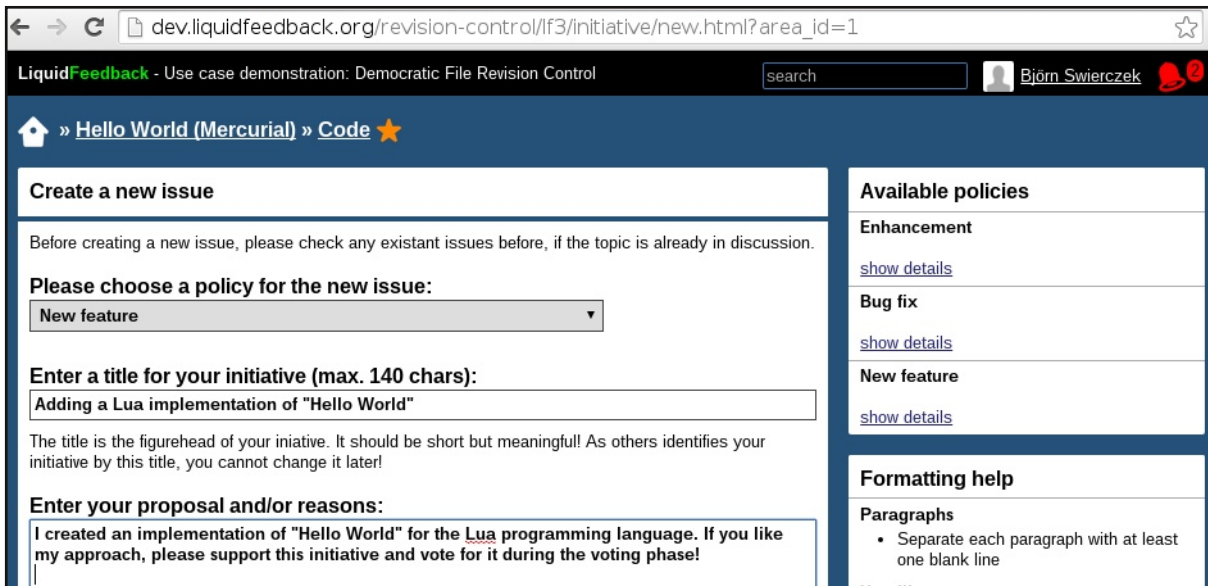 dev.liquidfeedback.org/revision-control/lf3/initiative/new.html?area_id=1
LiquidFeedback - Use case demonstration: Democratic File Revision Control
search
Björn Swierczek
2
» Hello World (Mercurial) » Code
Create a new issue
Before creating a new issue, please check any existant issues before, if the topic is already in discussion.
Please choose a policy for the new issue:
New feature
Enter a title for your initiative (max. 140 chars):
Adding a Lua implementation of "Hello World"
The title is the figurehead of your iniative. It should be short but meaningful! As others identifies your
initiative by this title, you cannot change it later!
Enter your proposal and/or reasons:
I created an implementation of "Hello World" for the Lua programming language. If you like
my approach, please support this initiative and vote for it during the voting phase!
Available policies
Enhancement
show details
Bug fix
show details
New feature
show details
Formatting help
Paragraphs
• Separate each paragraph with at least
one blank line